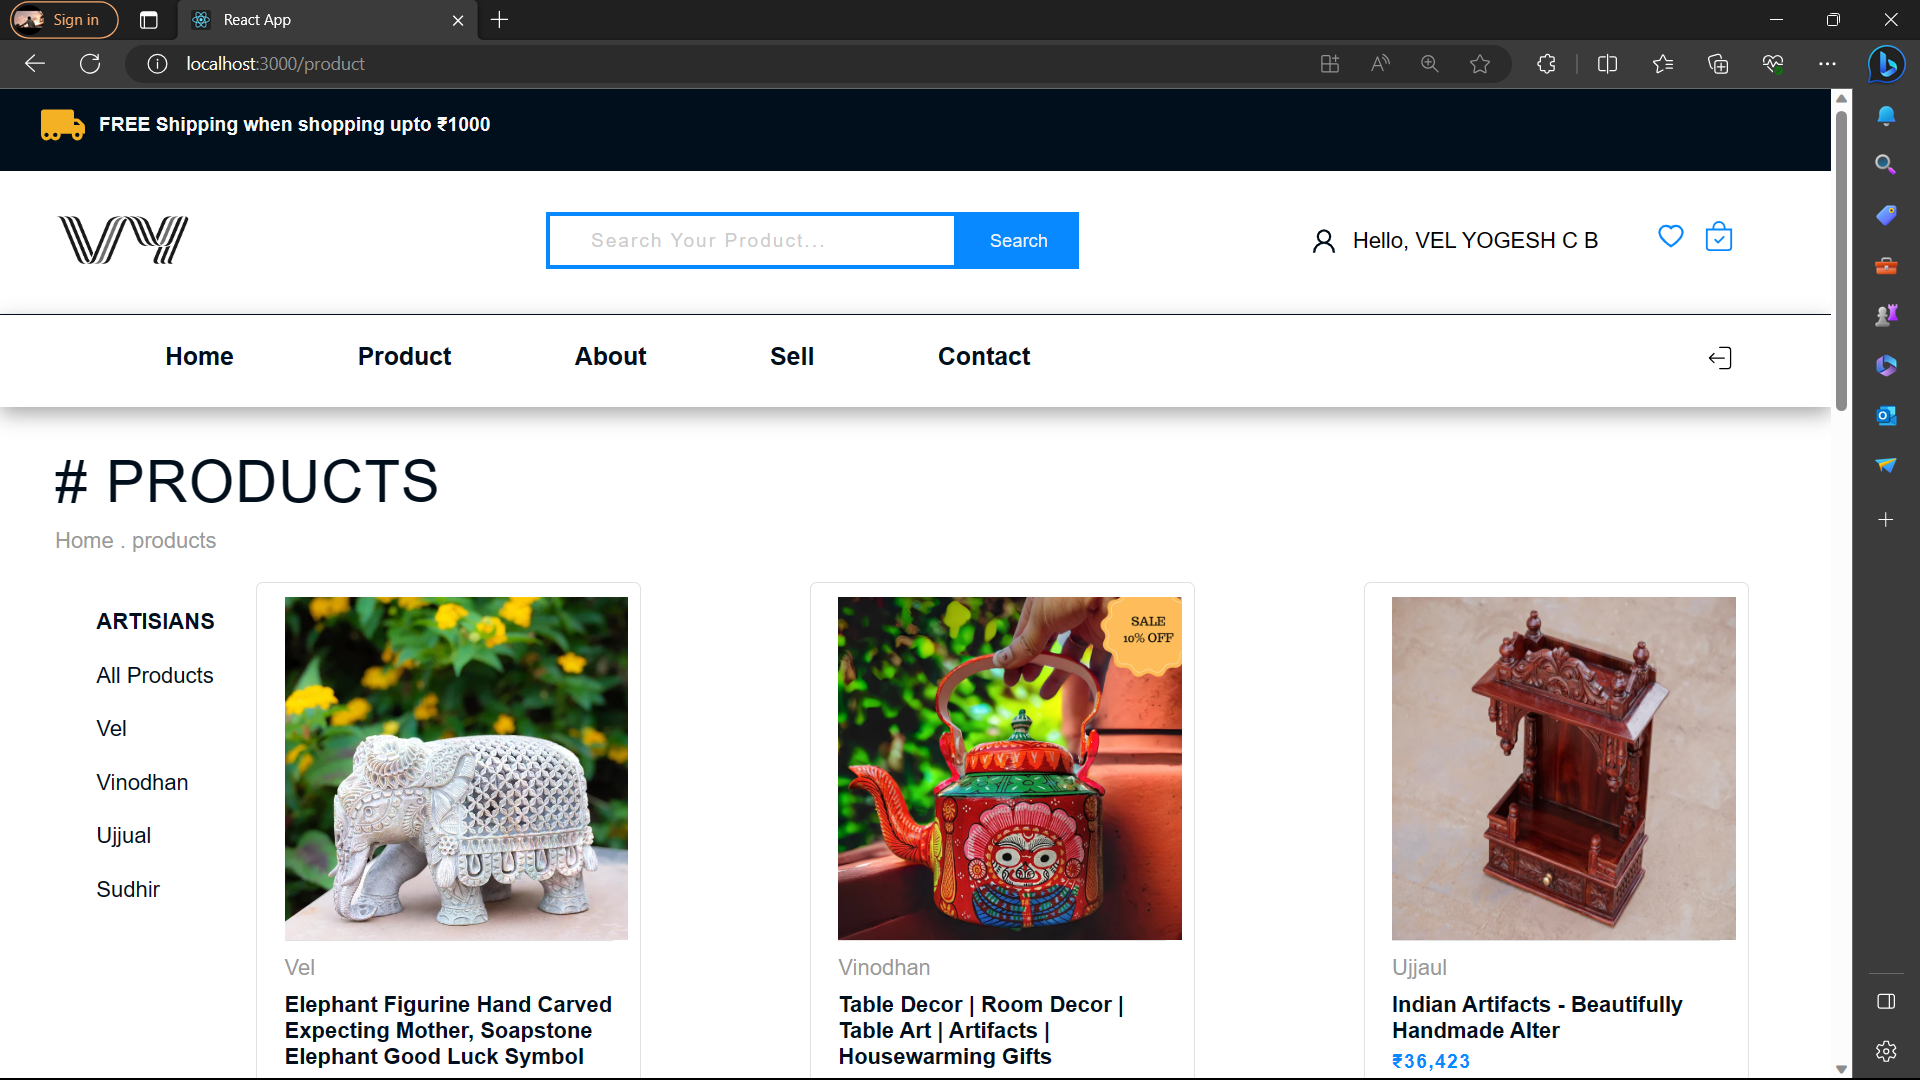 Sign in
React App
localhost:3000/product
FREE Shipping when shopping upto ₹1000
VY
Search Your Product...
Search
Hello, VEL YOGESH C B
Home
Product
About
Sell
Contact
# PRODUCTS
Home . products
ARTISIANS
All Products
Vel
Vinodhan
Ujjual
Sudhir
Vel
Elephant Figurine Hand Carved
Expecting Mother, Soapstone
Elephant Good Luck Symbol
SALE
10% OFF
Vinodhan
Table Decor | Room Decor |
Table Art | Artifacts |
Housewarming Gifts
Ujjaul
Indian Artifacts - Beautifully
Handmade Alter
₹36,423